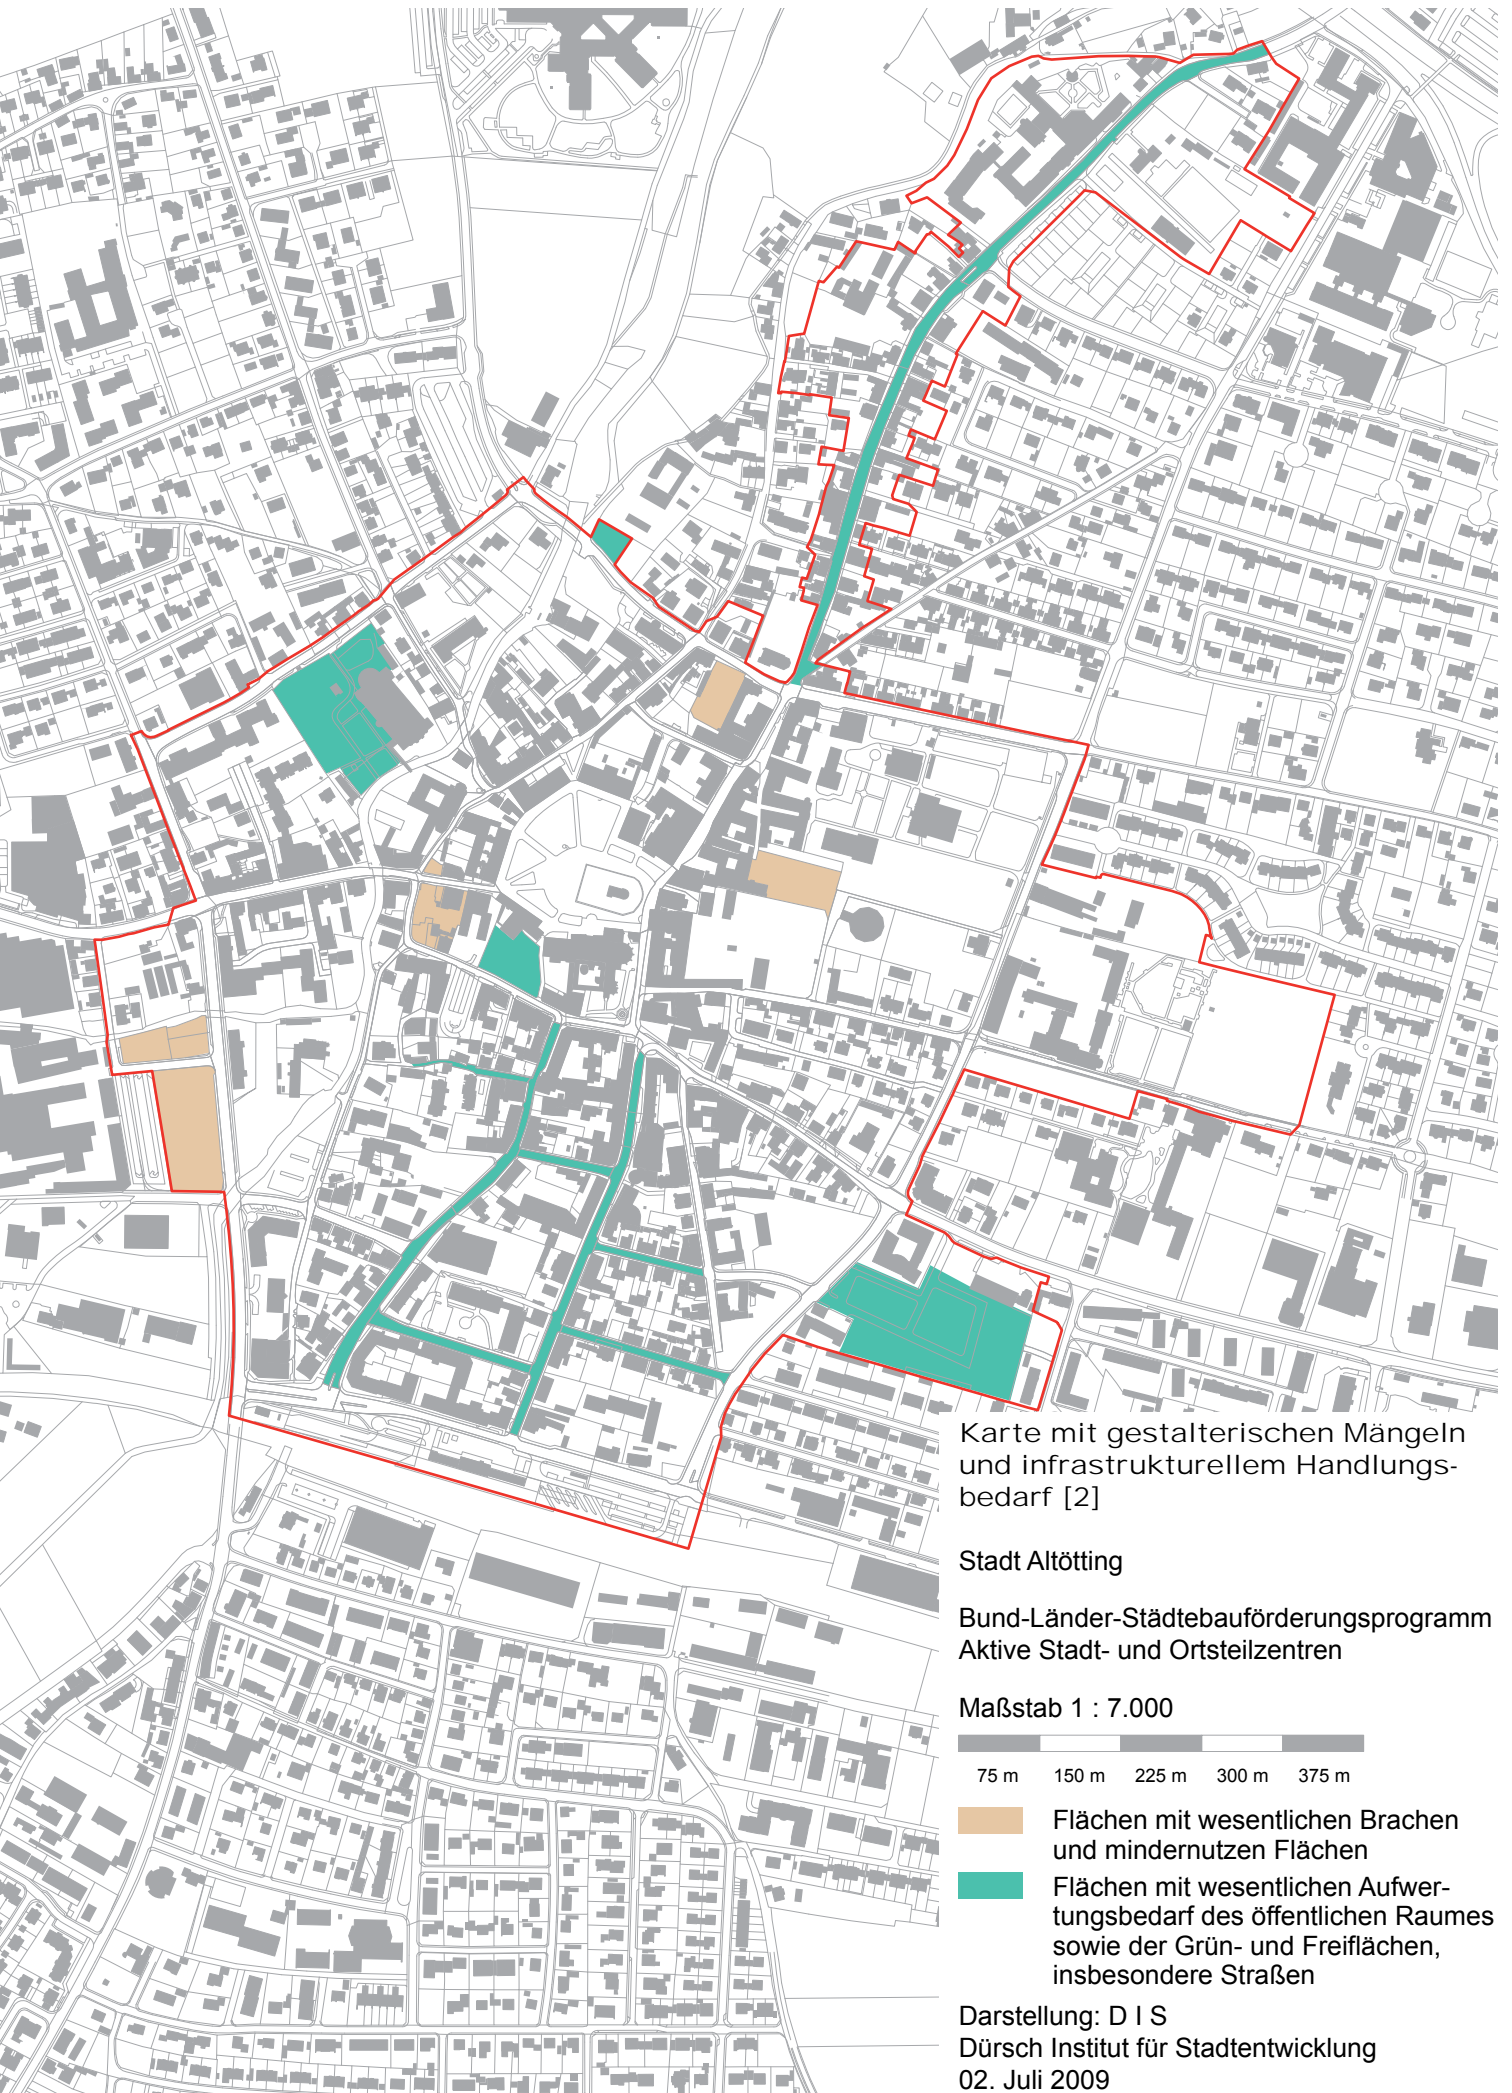 Karte mit gestalterischen Mängeln
und infrastrukturellem Handlungs-
bedarf [2]
Stadt Altötting
Bund-Länder-Städtebauförderungsprogramm
Aktive Stadt- und Ortsteilzentren
Maßstab 1 : 7.000
75 m 150 m 225 m 300 m 375 m
Flächen mit wesentlichen Brachen
und mindernutzen Flächen
Flächen mit wesentlichen Aufwer-
tungsbedarf des öffentlichen Raumes
sowie der Grün- und Freiflächen,
insbesondere Straßen
Darstellung: D I S
Dürsch Institut für Stadtentwicklung
02. Juli 2009